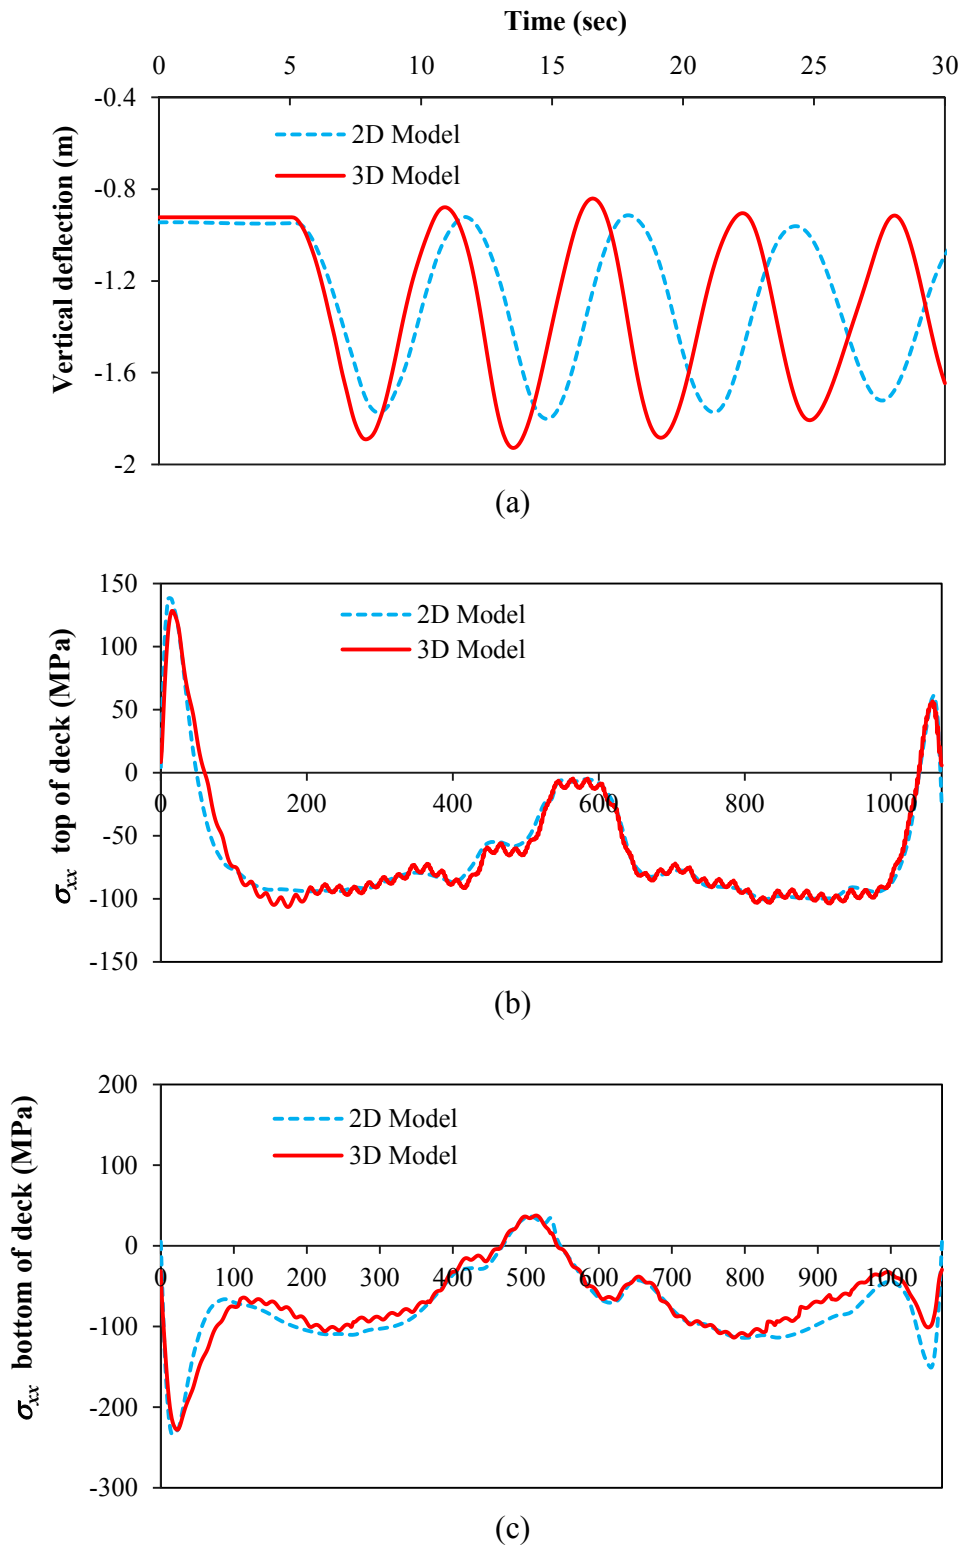 Time (sec)
0 5 10 15 20 25 30
-0.4
-0.8
-1.2
-1.6
-2
Vertical deflection (m)
2D Model
3D Model
(a)
150
100
50
0
-50
-100
-150
σxx top of deck (MPa)
2D Model
3D Model
0 200 400 600 800 1000
(b)
200
100
0
-100
-200
-300
σxx bottom of deck (MPa)
2D Model
3D Model
0 100 200 300 400 500 600 700 800 900 1000
(c)